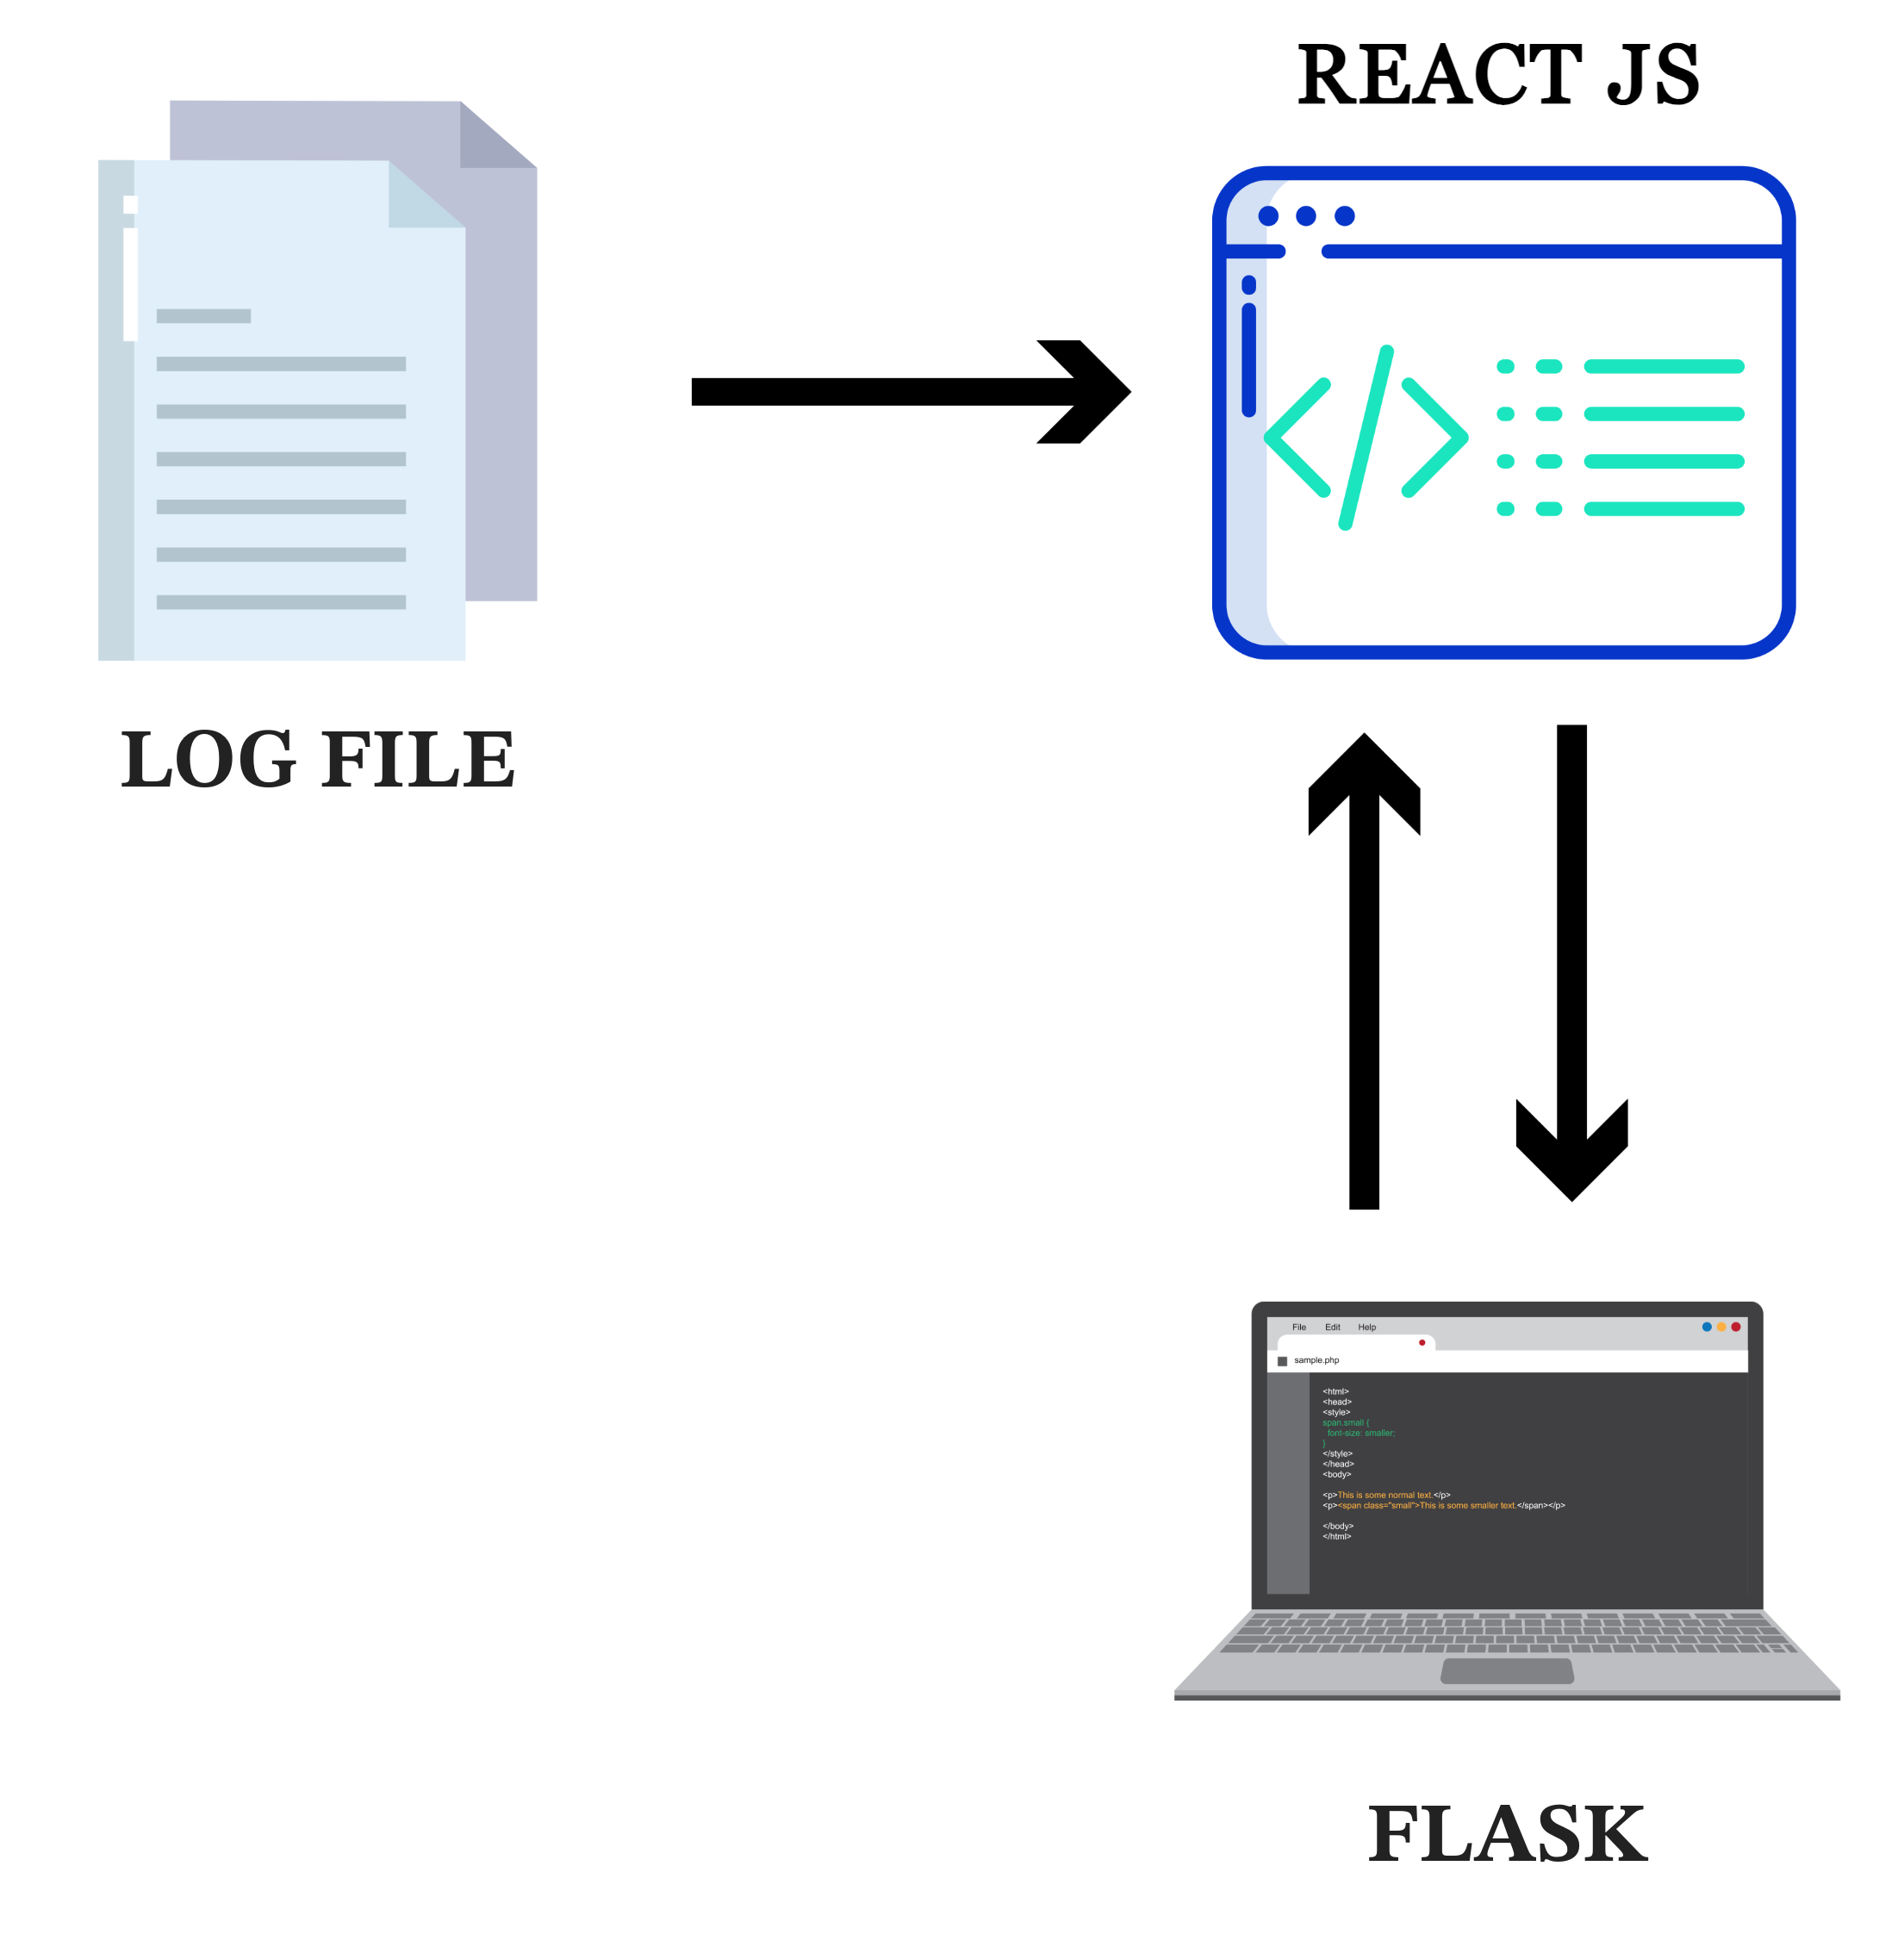 REACT JS
LOG FILE
File Edit Help
sample.php
<html>
<head>
<style>
span.small {
font-size: smaller;
}
</style>
</head>
<body>
<p>This is some normal text.</p>
<p><span class="small">This is some smaller text.</span></p>
</body>
</html>
FLASK